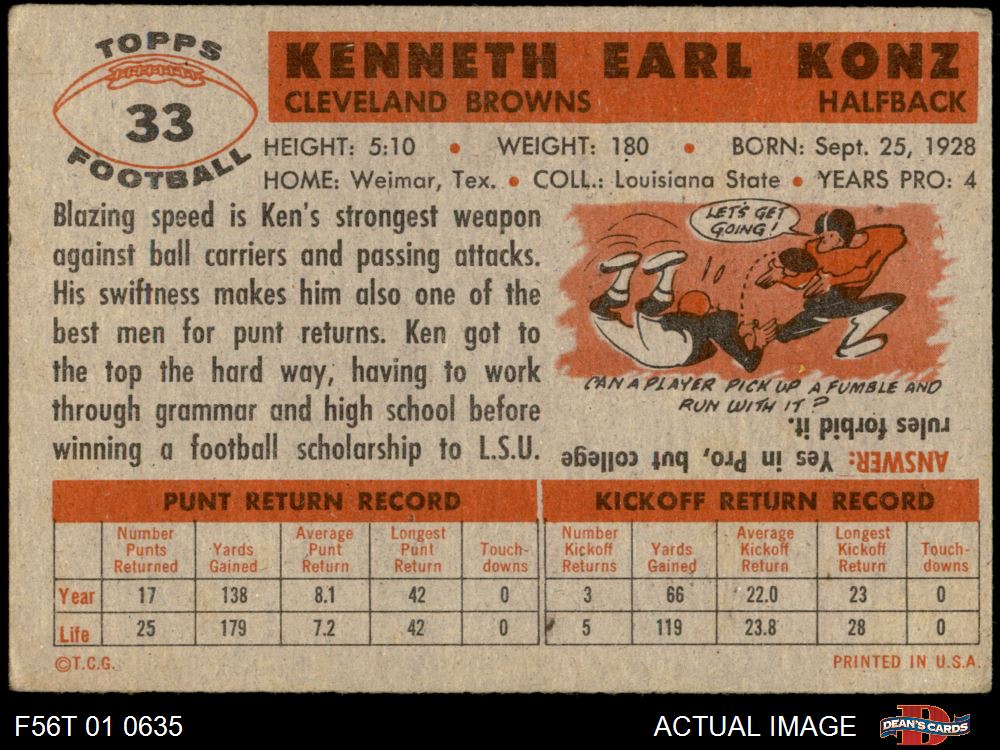 TOPPS
33
FOOTBALL
KENNETH EARL KONZ
CLEVELAND BROWNS HALFBACK
HEIGHT: 5:10 • WEIGHT: 180 • BORN: Sept. 25, 1928
HOME: Weimar, Tex. • COLL.: Louisiana State • YEARS PRO: 4
Blazing speed is Ken's strongest weapon
against ball carriers and passing attacks.
His swiftness makes him also one of the
best men for punt returns. Ken got to
the top the hard way, having to work
through grammar and high school before
winning a football scholarship to L.S.U.
LET'S GET
GOING!
CAN A PLAYER PICK UP A FUMBLE AND
RUN WITH IT?
ANSWER: Yes in Pro, but college
rules forbid it.
PUNT RETURN RECORD
Number Punts Returned Yards Gained Average Punt Return Longest Punt Return Touch-downs
Year 17 138 8.1 42 0
Life 25 179 7.2 42 0
KICKOFF RETURN RECORD
Number Kickoff Returns Yards Gained Average Kickoff Return Longest Kickoff Return Touch-downs
3 66 22.0 23 0
5 119 23.8 28 0
©T.C.G. PRINTED IN U.S.A.
F56T 01 0635 ACTUAL IMAGE DEAN'S CARDS